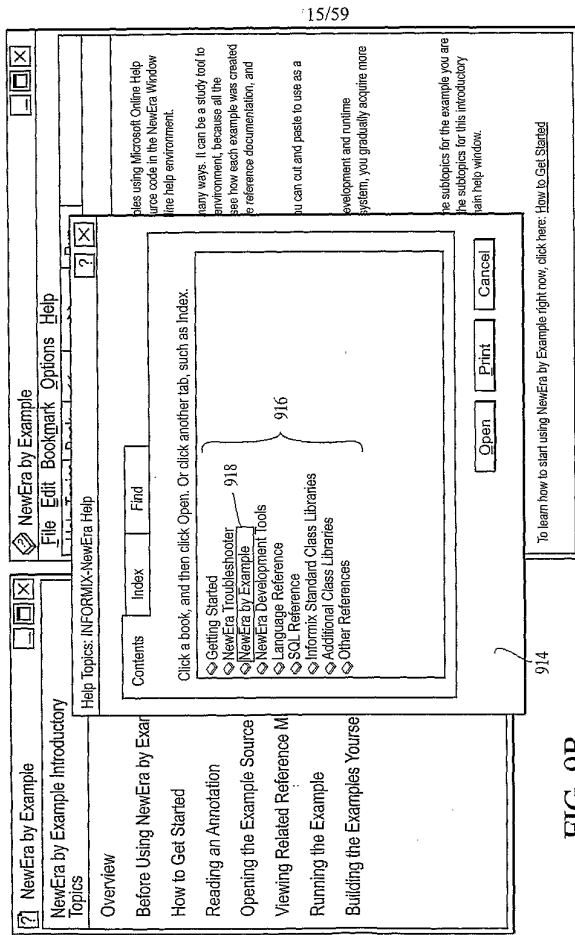 15/59
NewEra by Example
NewEra by Example Introductory
Topics
Overview
Before Using NewEra by Exar
How to Get Started
Reading an Annotation
Opening the Example Source
Viewing Related Reference M
Running the Example
Building the Examples Yourse
NewEra by Example
File Edit Bookmark Options Help
ples using Microsoft Online Help
urce code in the NewEra Window
line help environment.
many ways. It can be a study tool to
environment, because all the
see how each example was created
e reference documentation, and
ou can cut and paste to use as a
evelopment and runtime
system, you gradually acquire more
he subtopics for the example you are
the subtopics for this introductory
ain help window.
To learn how to start using NewEra by Example right now, click here: How to Get Started
Help Topics: INFORMIX-NewEra Help
Contents
Index
Find
Click a book, and then click Open. Or click another tab, such as Index.
Getting Started
NewEra Troubleshooter
NewEra by Example
NewEra Development Tools
Language Reference
SQL Reference
Informix Standard Class Libraries
Additional Class Libraries
Other References
918
916
Open
Print
Cancel
914
FIG. 9B